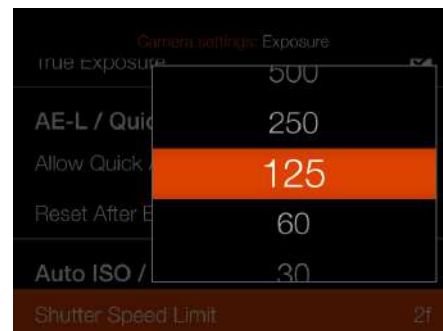 Camera settings: Exposure
True Exposure
500
AE-L / Quic
250
Allow Quick
125
Reset After E
60
Auto ISO /
30
Shutter Speed Limit 2f